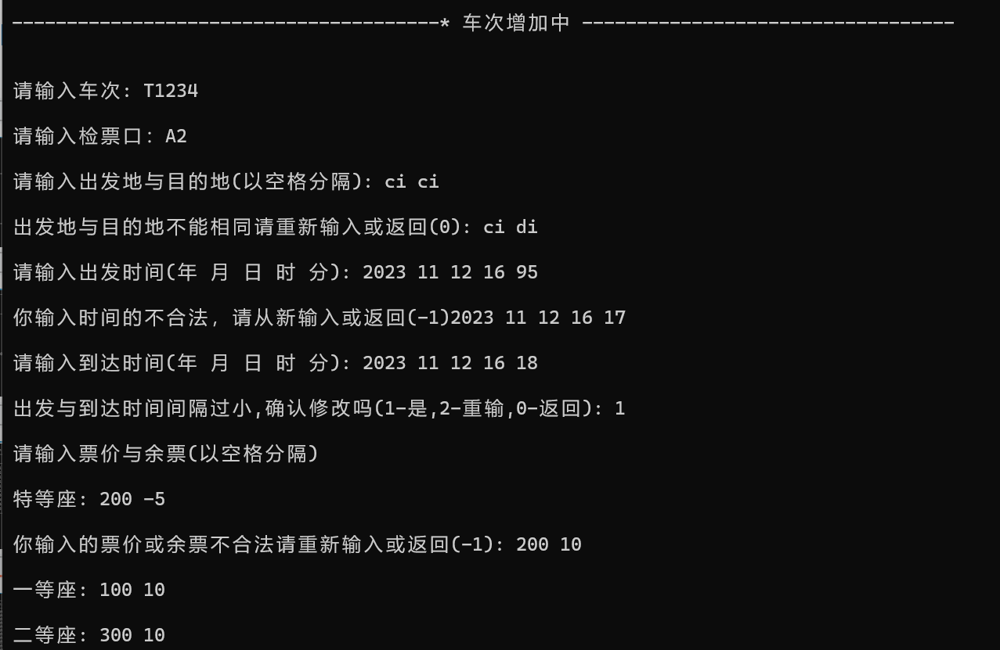 ---------------------------------------* 车次增加中 ----------------------------------
请输入车次: T1234
请输入检票口: A2
请输入出发地与目的地(以空格分隔): ci ci
出发地与目的地不能相同请重新输入或返回(0): ci di
请输入出发时间(年 月 日 时 分): 2023 11 12 16 95
你输入时间的不合法, 请从新输入或返回(-1)2023 11 12 16 17
请输入到达时间(年 月 日 时 分): 2023 11 12 16 18
出发与到达时间间隔过小,确认修改吗(1-是,2-重输,0-返回): 1
请输入票价与余票(以空格分隔)
特等座: 200 -5
你输入的票价或余票不合法请重新输入或返回(-1): 200 10
一等座: 100 10
二等座: 300 10